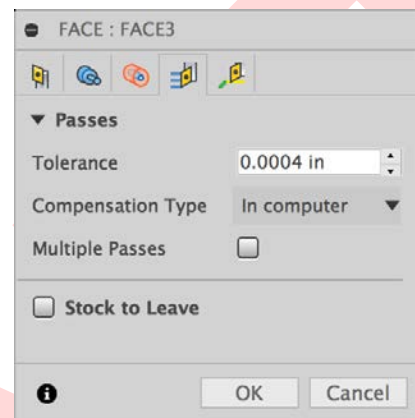 FACE : FACE3
Passes
Tolerance 0.0004 in
Compensation Type In computer
Multiple Passes
Stock to Leave
OK Cancel